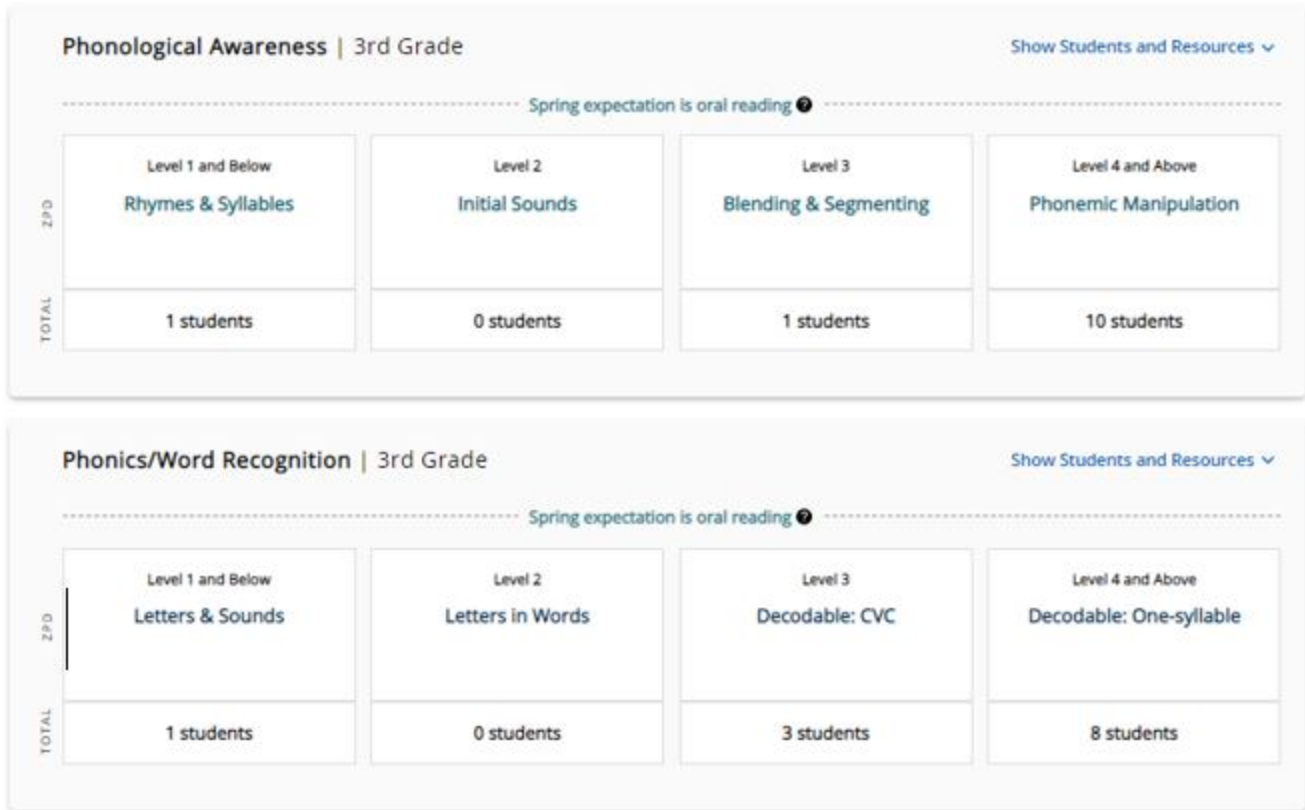 Phonological Awareness | 3rd Grade
Show Students and Resources
Spring expectation is oral reading ?
ZPD
Level 1 and Below
Rhymes & Syllables
Level 2
Initial Sounds
Level 3
Blending & Segmenting
Level 4 and Above
Phonemic Manipulation
TOTAL
1 students
0 students
1 students
10 students
Phonics/Word Recognition | 3rd Grade
Show Students and Resources
Spring expectation is oral reading ?
ZPD
Level 1 and Below
Letters & Sounds
Level 2
Letters in Words
Level 3
Decodable: CVC
Level 4 and Above
Decodable: One-syllable
TOTAL
1 students
0 students
3 students
8 students